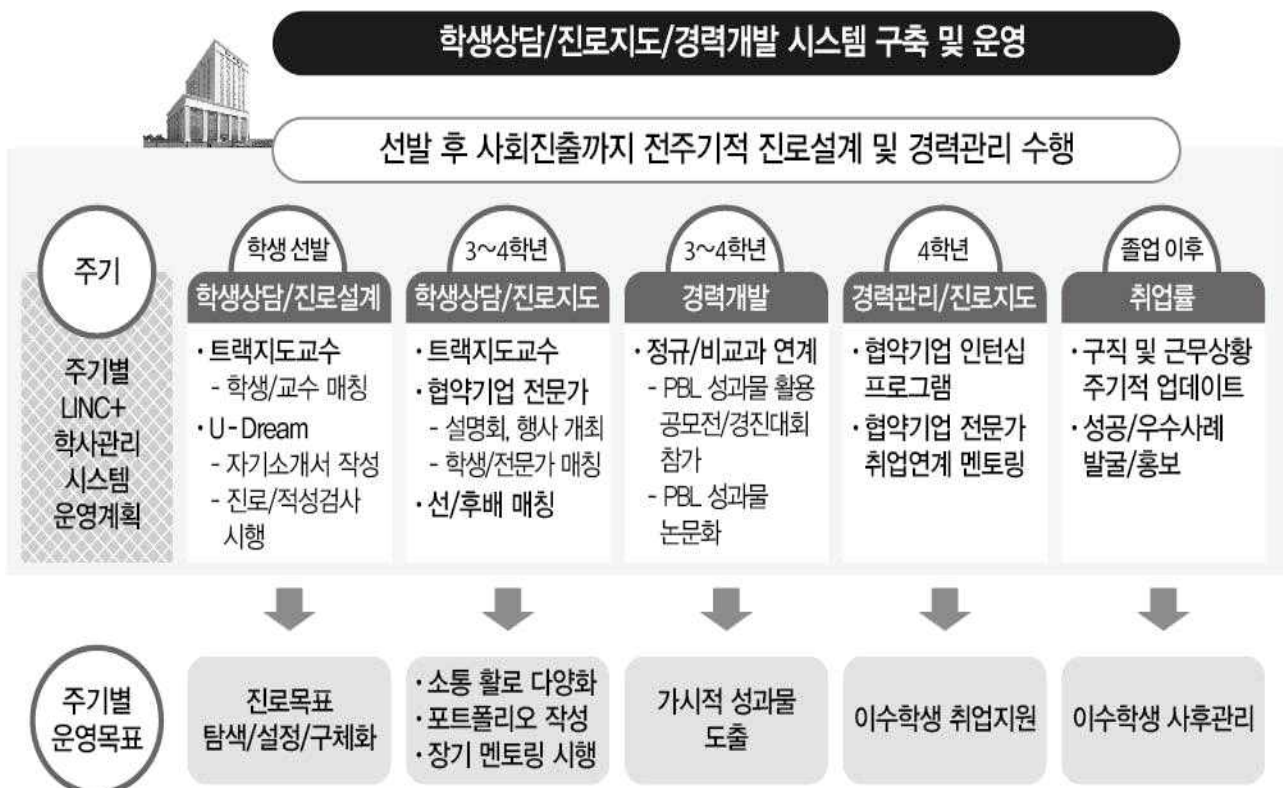 학생상담/진로지도/경력개발 시스템 구축 및 운영
선발 후 사회진출까지 전주기적 진로설계 및 경력관리 수행
주기
주기별
LINC+
학사관리
시스템
운영계획
학생 선발
학생상담/진로설계
· 트랙지도교수
- 학생/교수 매칭
· U-Dream
- 자기소개서 작성
- 진로/적성검사
시행
3~4학년
학생상담/진로지도
· 트랙지도교수
· 협약기업 전문가
- 설명회, 행사 개최
- 학생/전문가 매칭
· 선/후배 매칭
3~4학년
경력개발
· 정규/비교과 연계
- PBL 성과물 활용
공모전/경진대회
참가
- PBL 성과물
논문화
4학년
경력관리/진로지도
· 협약기업 인턴십
프로그램
· 협약기업 전문가
취업연계 멘토링
졸업 이후
취업률
· 구직 및 근무상황
주기적 업데이트
· 성공/우수사례
발굴/홍보
주기별
운영목표
진로목표
탐색/설정/구체화
· 소통 활로 다양화
· 포트폴리오 작성
· 장기 멘토링 시행
가시적 성과물
도출
이수학생 취업지원
이수학생 사후관리